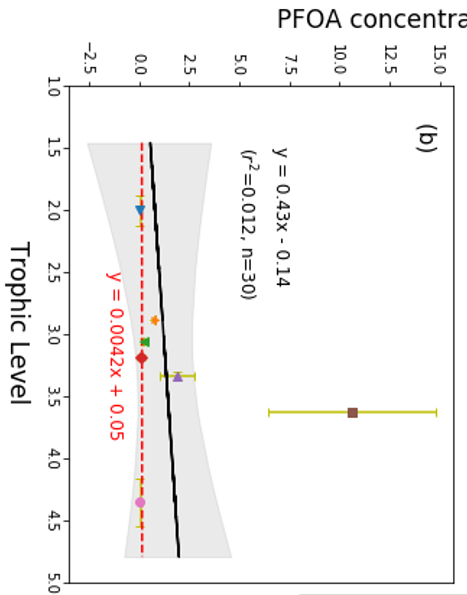 PFOA concentra
15.0
12.5
10.0
7.5
5.0
2.5
0.0
−2.5
(b)
y = 0.43x - 0.14
(r²=0.012, n=30)
y = 0.0042x + 0.05
1.0
1.5
2.0
2.5
3.0
3.5
4.0
4.5
5.0
Trophic Level